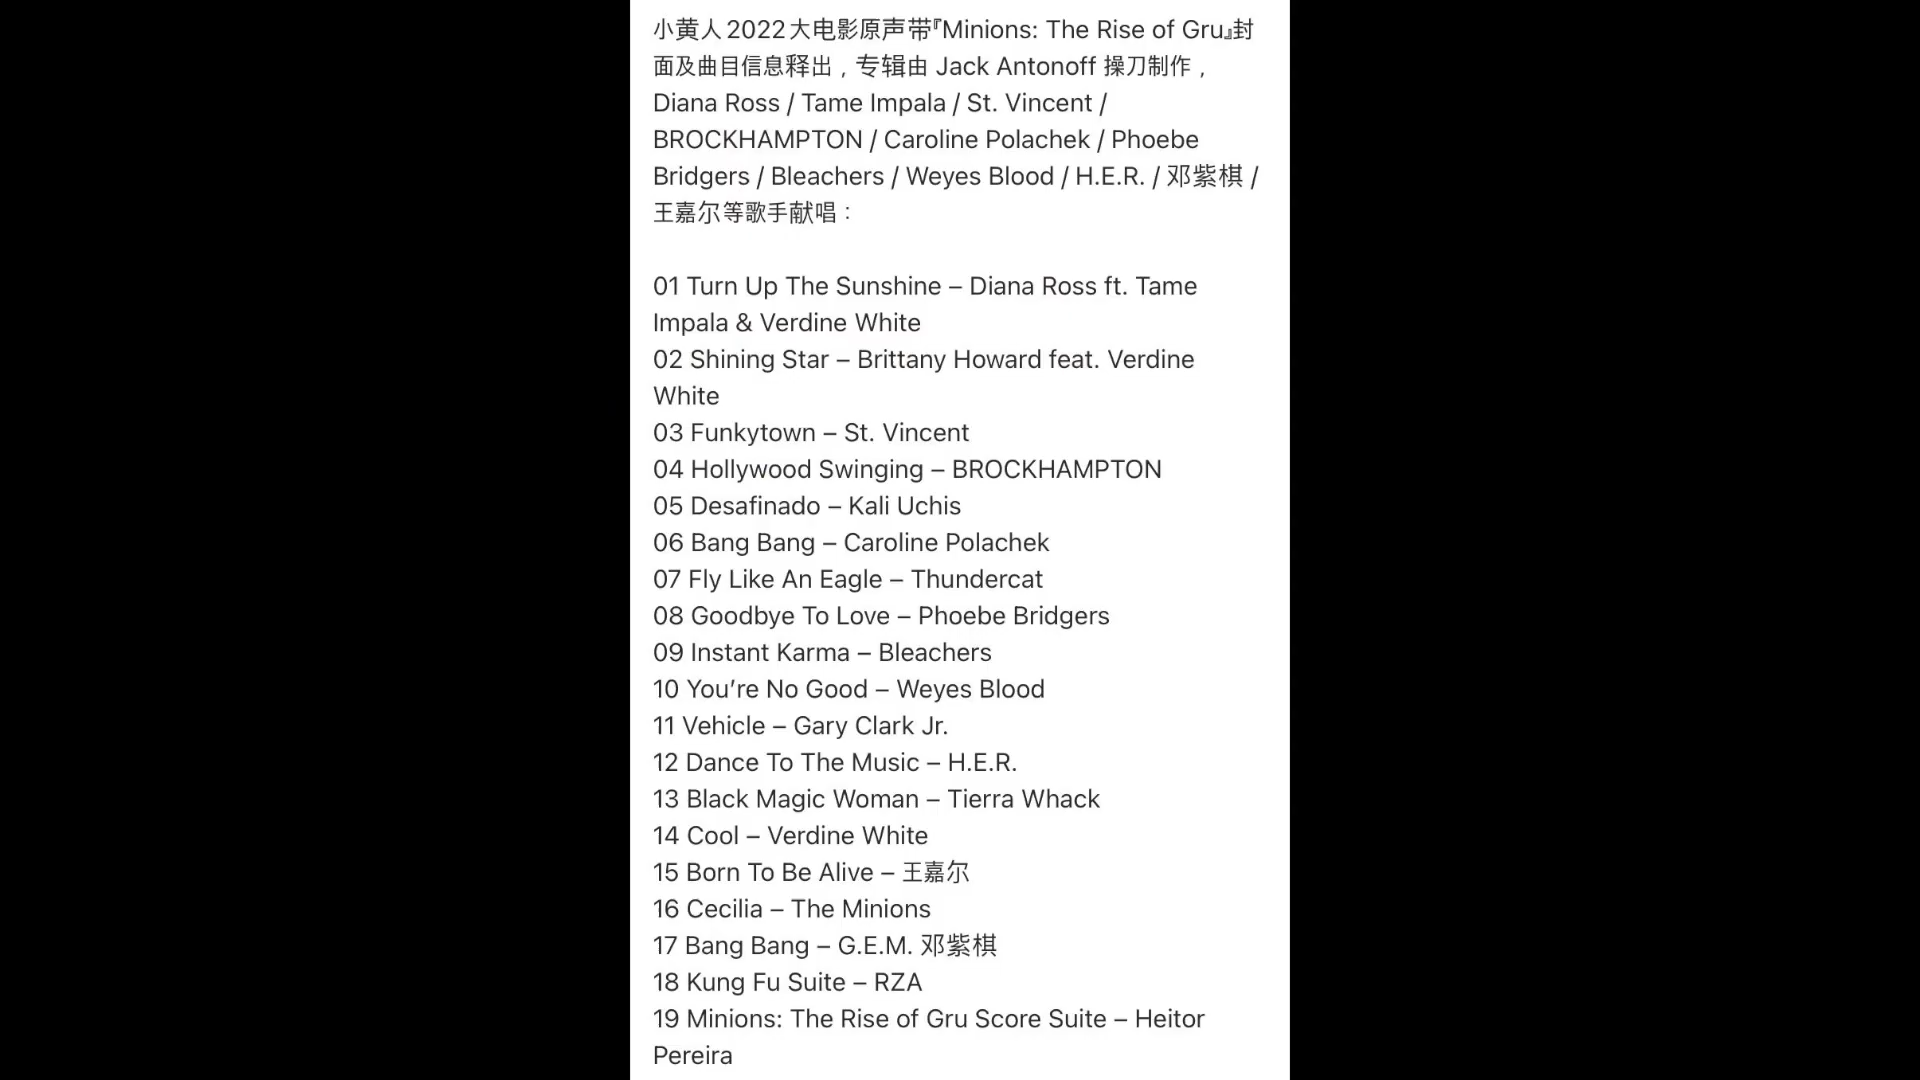 小黄人2022大电影原声带『Minions: The Rise of Gru』封
面及曲目信息释出，专辑由 Jack Antonoff 操刀制作，
Diana Ross / Tame Impala / St. Vincent /
BROCKHAMPTON / Caroline Polachek / Phoebe
Bridgers / Bleachers / Weyes Blood / H.E.R. / 邓紫棋 /
王嘉尔等歌手献唱：
01 Turn Up The Sunshine – Diana Ross ft. Tame
Impala & Verdine White
02 Shining Star – Brittany Howard feat. Verdine
White
03 Funkytown – St. Vincent
04 Hollywood Swinging – BROCKHAMPTON
05 Desafinado – Kali Uchis
06 Bang Bang – Caroline Polachek
07 Fly Like An Eagle – Thundercat
08 Goodbye To Love – Phoebe Bridgers
09 Instant Karma – Bleachers
10 You’re No Good – Weyes Blood
11 Vehicle – Gary Clark Jr.
12 Dance To The Music – H.E.R.
13 Black Magic Woman – Tierra Whack
14 Cool – Verdine White
15 Born To Be Alive – 王嘉尔
16 Cecilia – The Minions
17 Bang Bang – G.E.M. 邓紫棋
18 Kung Fu Suite – RZA
19 Minions: The Rise of Gru Score Suite – Heitor
Pereira